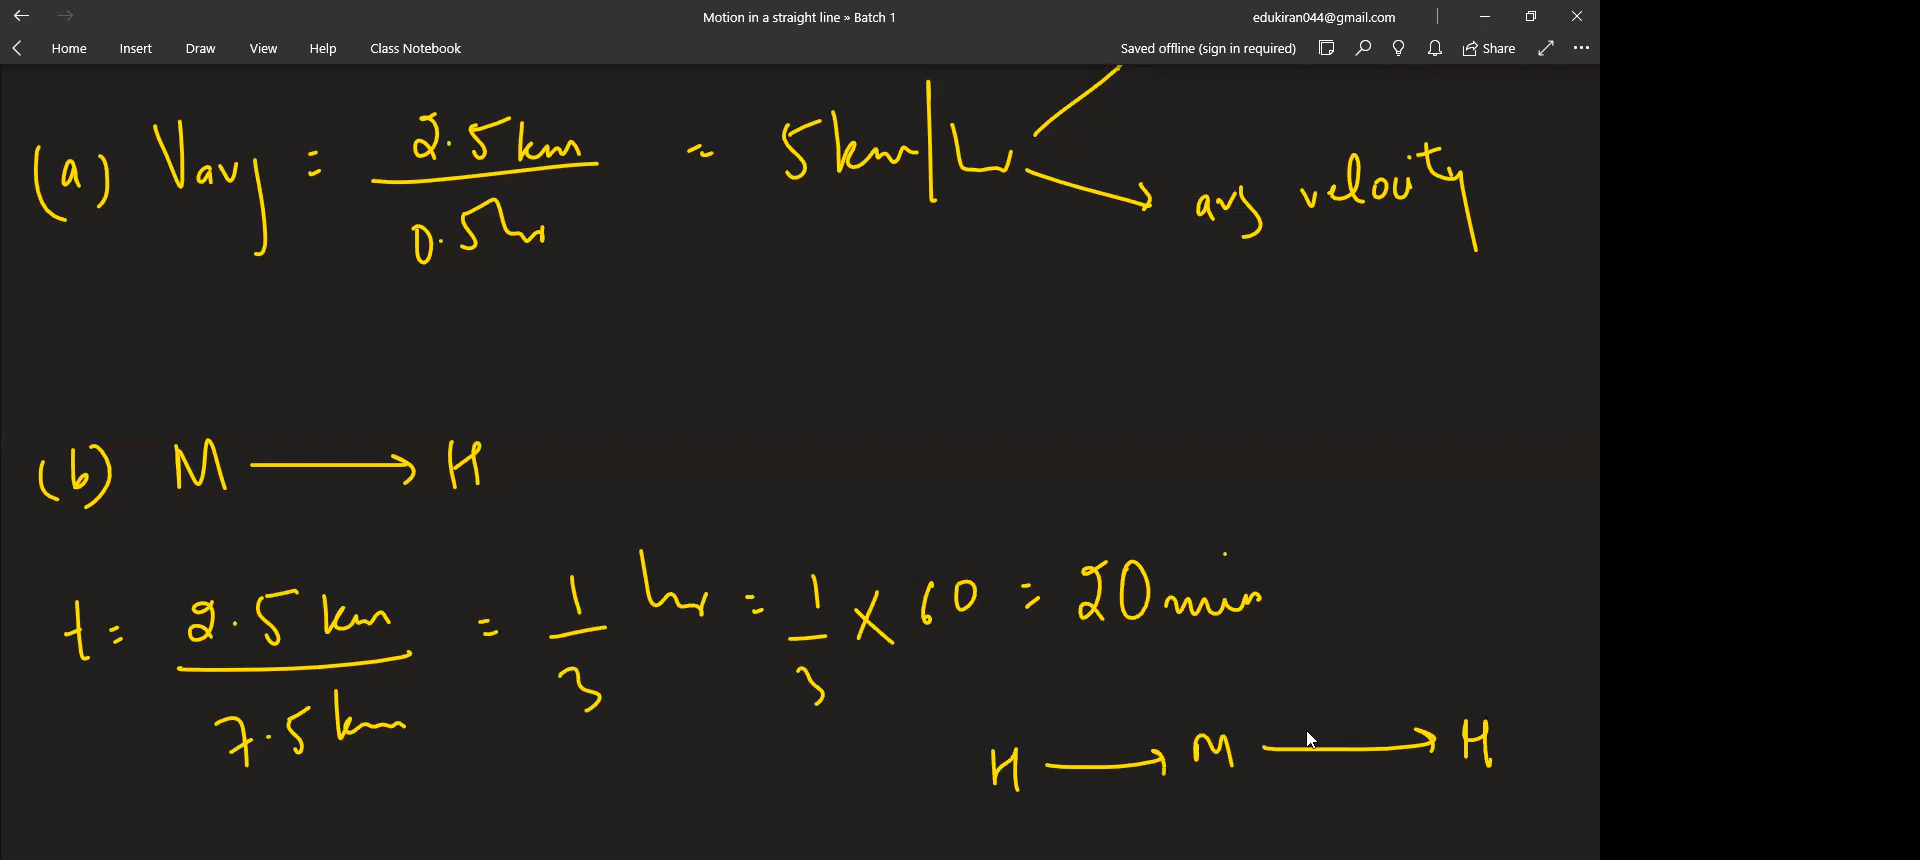 Motion in a straight line » Batch 1
edukiran044@gmail.com
Home Insert Draw View Help Class Notebook
Saved offline (sign in required) Share
(a) Vavg = 2.5 km / 0.5 hr = 5 km | hr → avg velocity
(b) M → H
t = 2.5 km / 7.5 km = 1/3 hr = 1/3 × 60 = 20 min
H → M → H